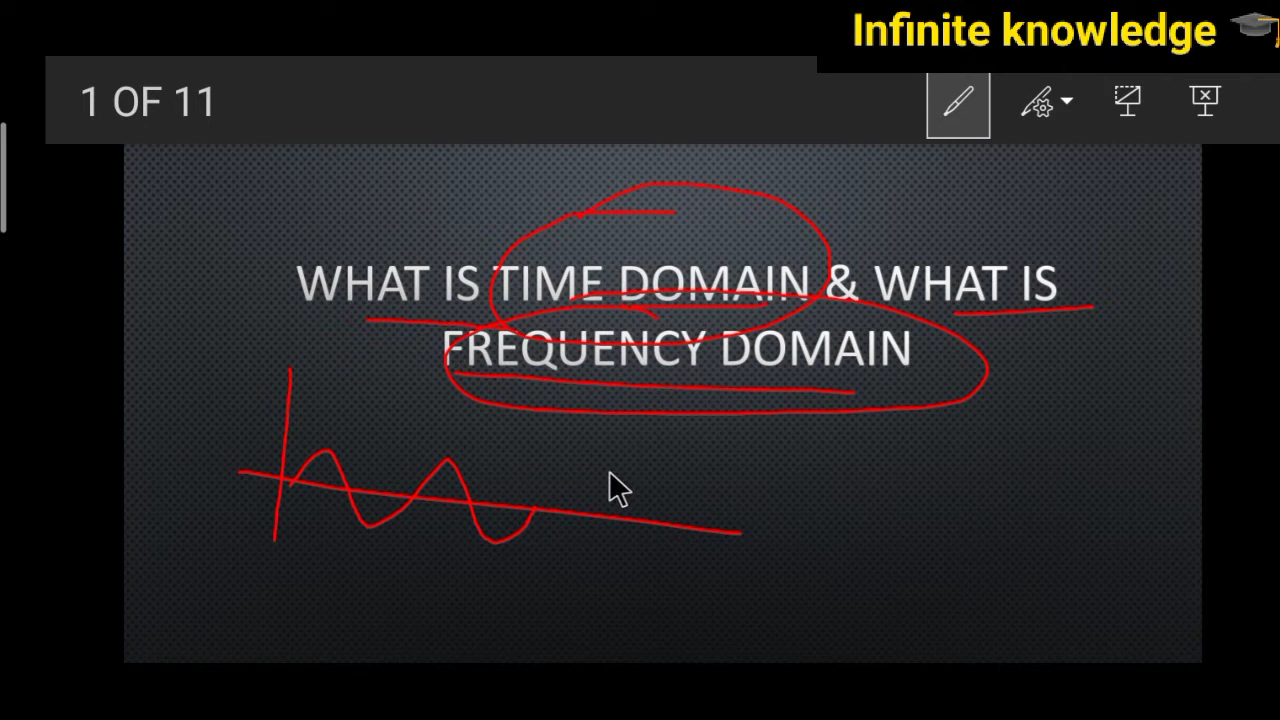 Infinite knowledge
1 OF 11
WHAT IS TIME DOMAIN & WHAT IS
FREQUENCY DOMAIN